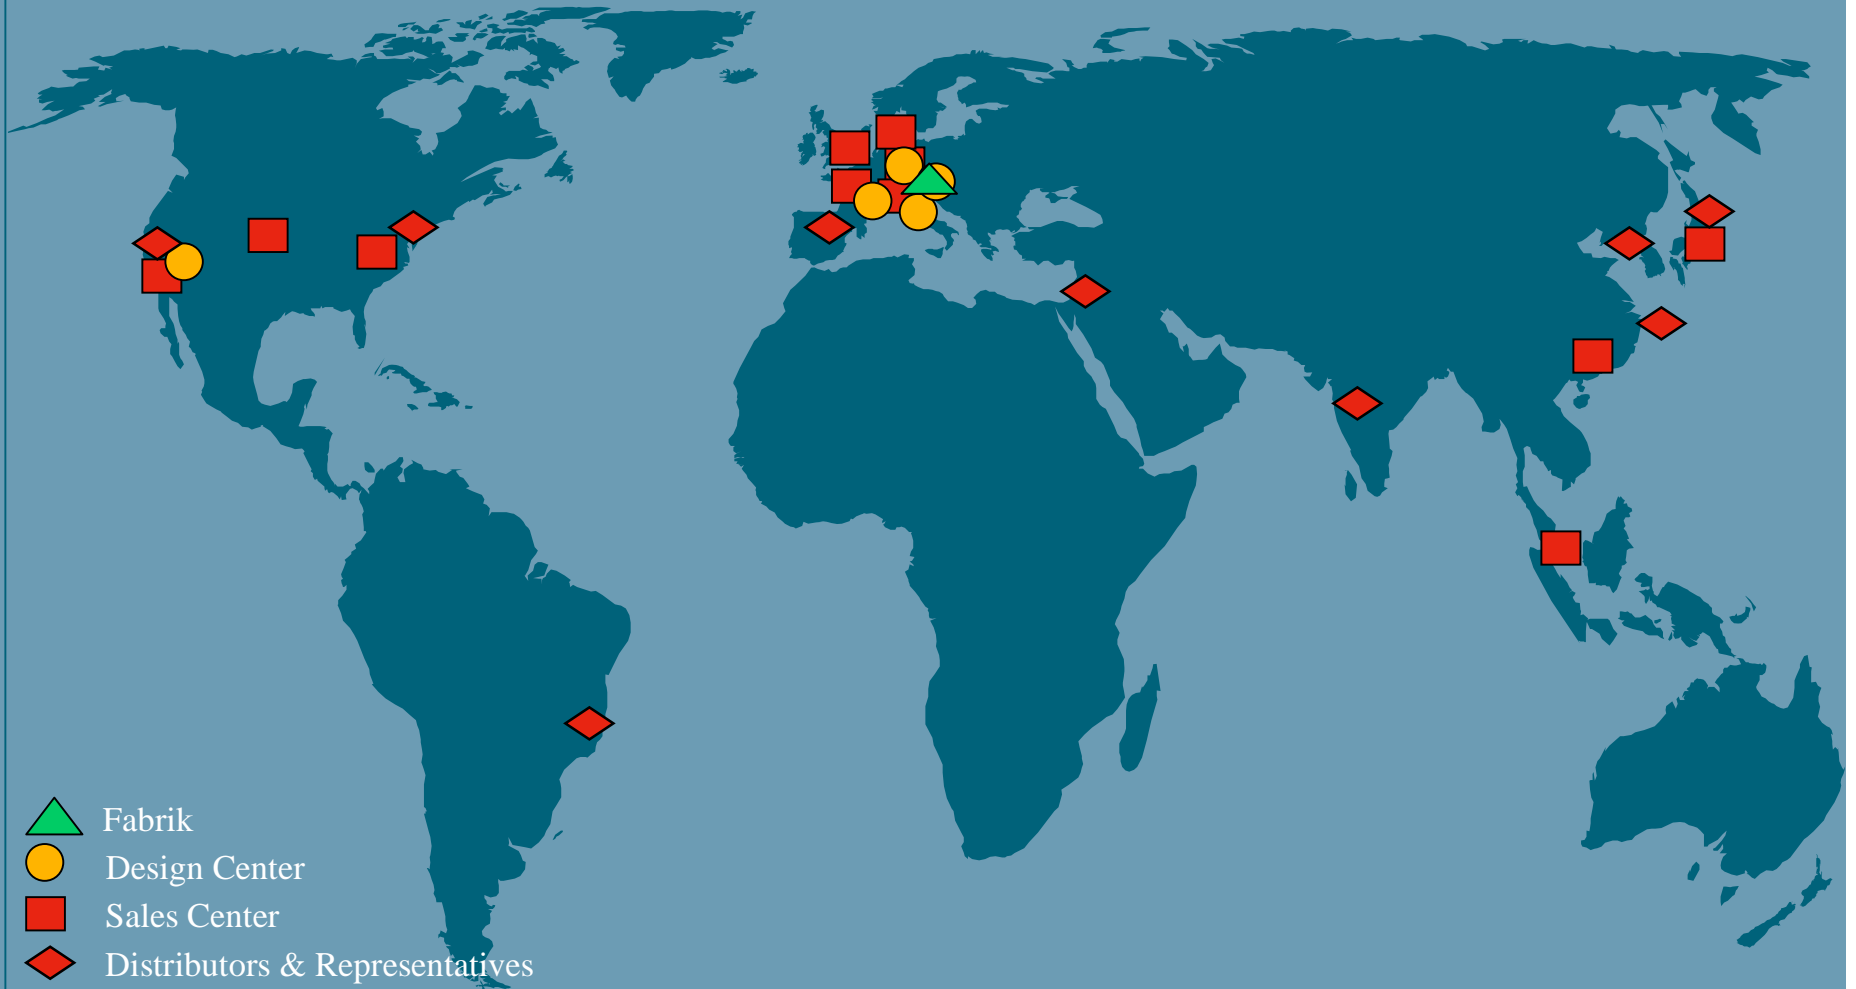 Fabrik
Design Center
Sales Center
Distributors & Representatives